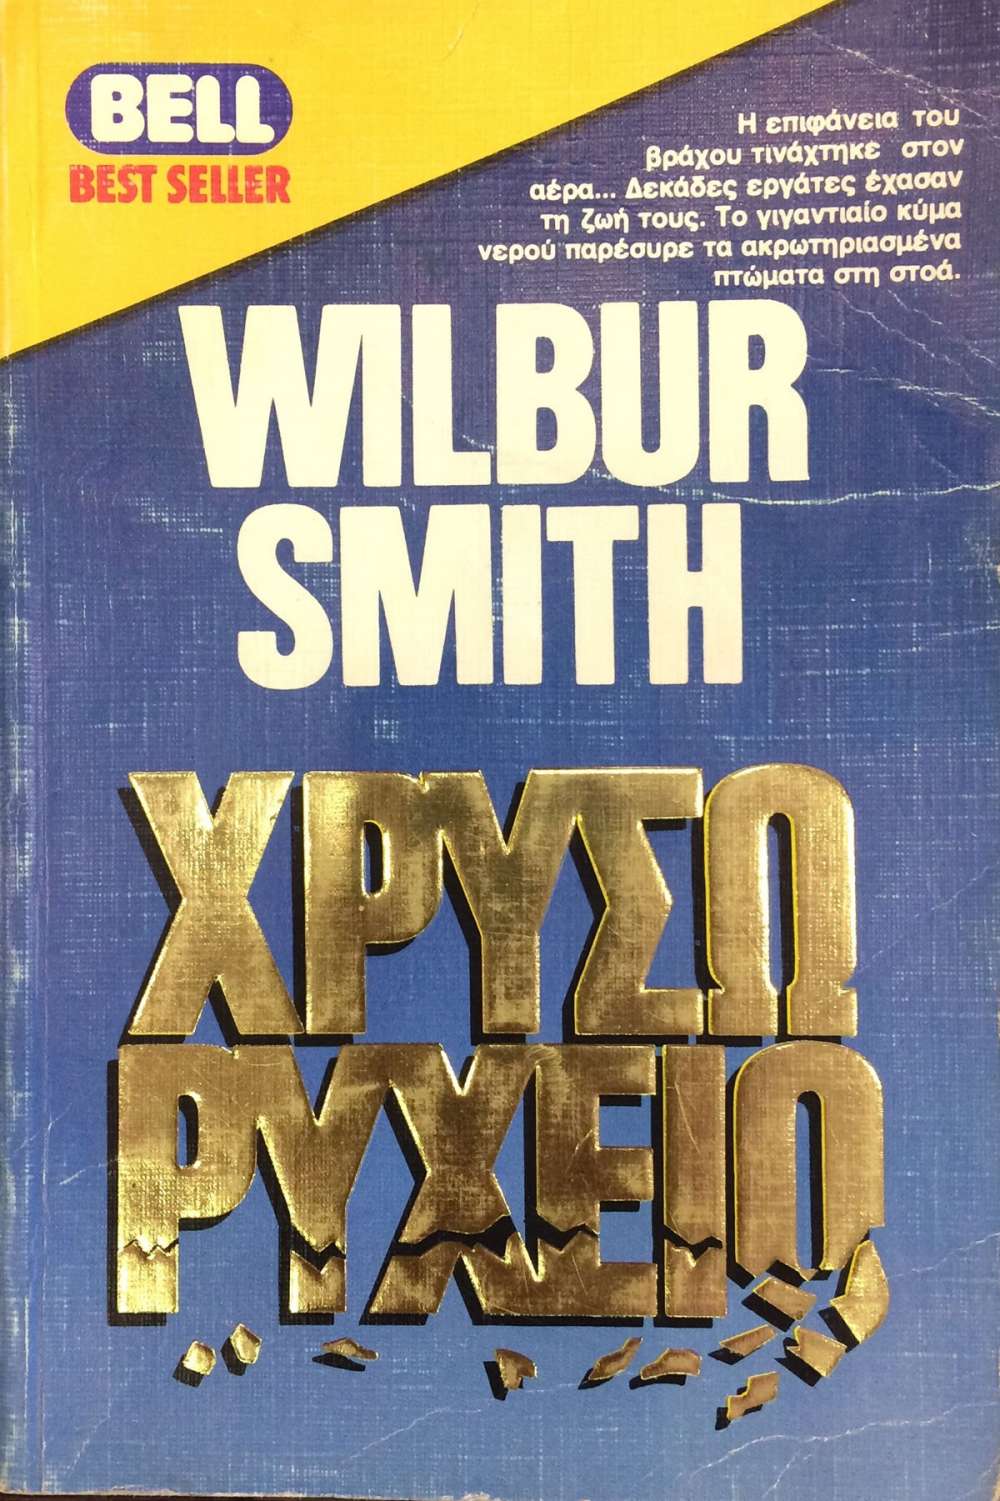 BELL
BEST SELLER
Η επιφάνεια του
βράχου τινάχτηκε στον
αέρα... Δεκάδες εργάτες έχασαν
τη ζωή τους. Το γιγαντιαίο κύμα
νερού παρέσυρε τα ακρωτηριασμένα
πτώματα στη στοά.
WILBUR
SMITH
ΧΡΥΣΩ
ΡΥΧΕΙΟ